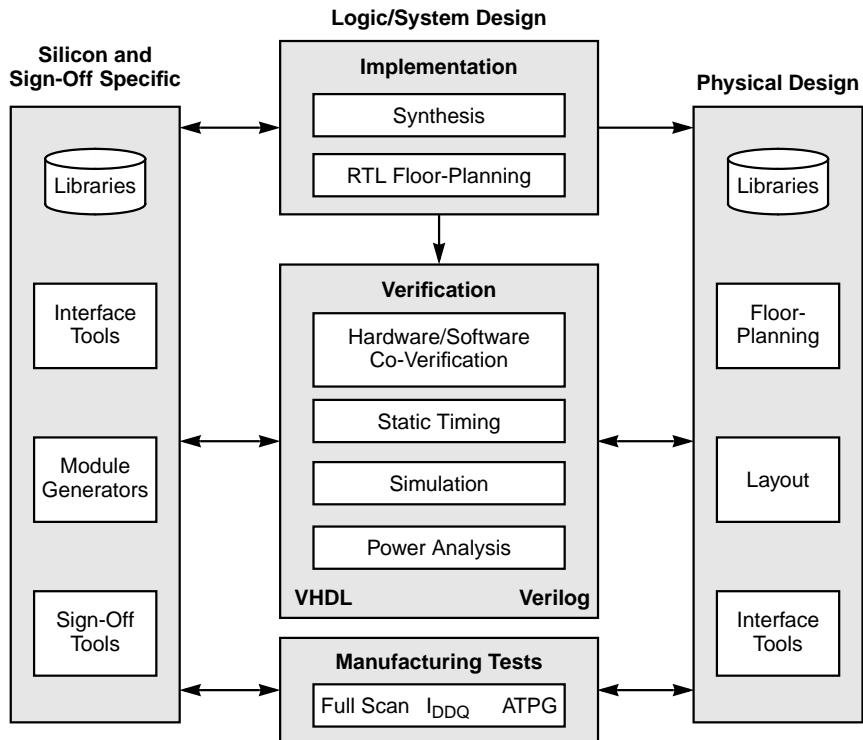 Logic/System Design
Silicon and
Sign-Off Specific
Libraries
Interface
Tools
Module
Generators
Sign-Off
Tools
Implementation
Synthesis
RTL Floor-Planning
Verification
Hardware/Software
Co-Verification
Static Timing
Simulation
Power Analysis
VHDL Verilog
Manufacturing Tests
Full Scan IDDQ ATPG
Physical Design
Libraries
Floor-
Planning
Layout
Interface
Tools